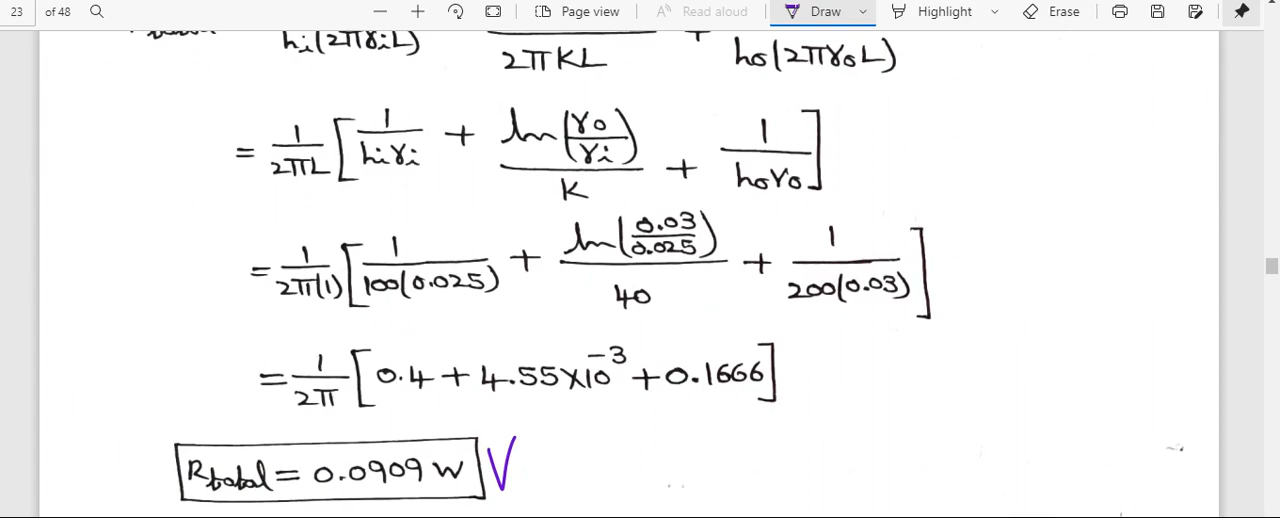 23 of 48 Page view Read aloud Draw Highlight Erase
hi(2πriL) 2πKL + ho(2πroL)
= 1/2πL [1/hiri + ln(ro/ri)/K + 1/horo]
= 1/2π(1) [1/100(0.025) + ln(0.03/0.025)/40 + 1/200(0.03)]
= 1/2π [0.4 + 4.55×10⁻³ + 0.1666]
Rtotal = 0.0909 W